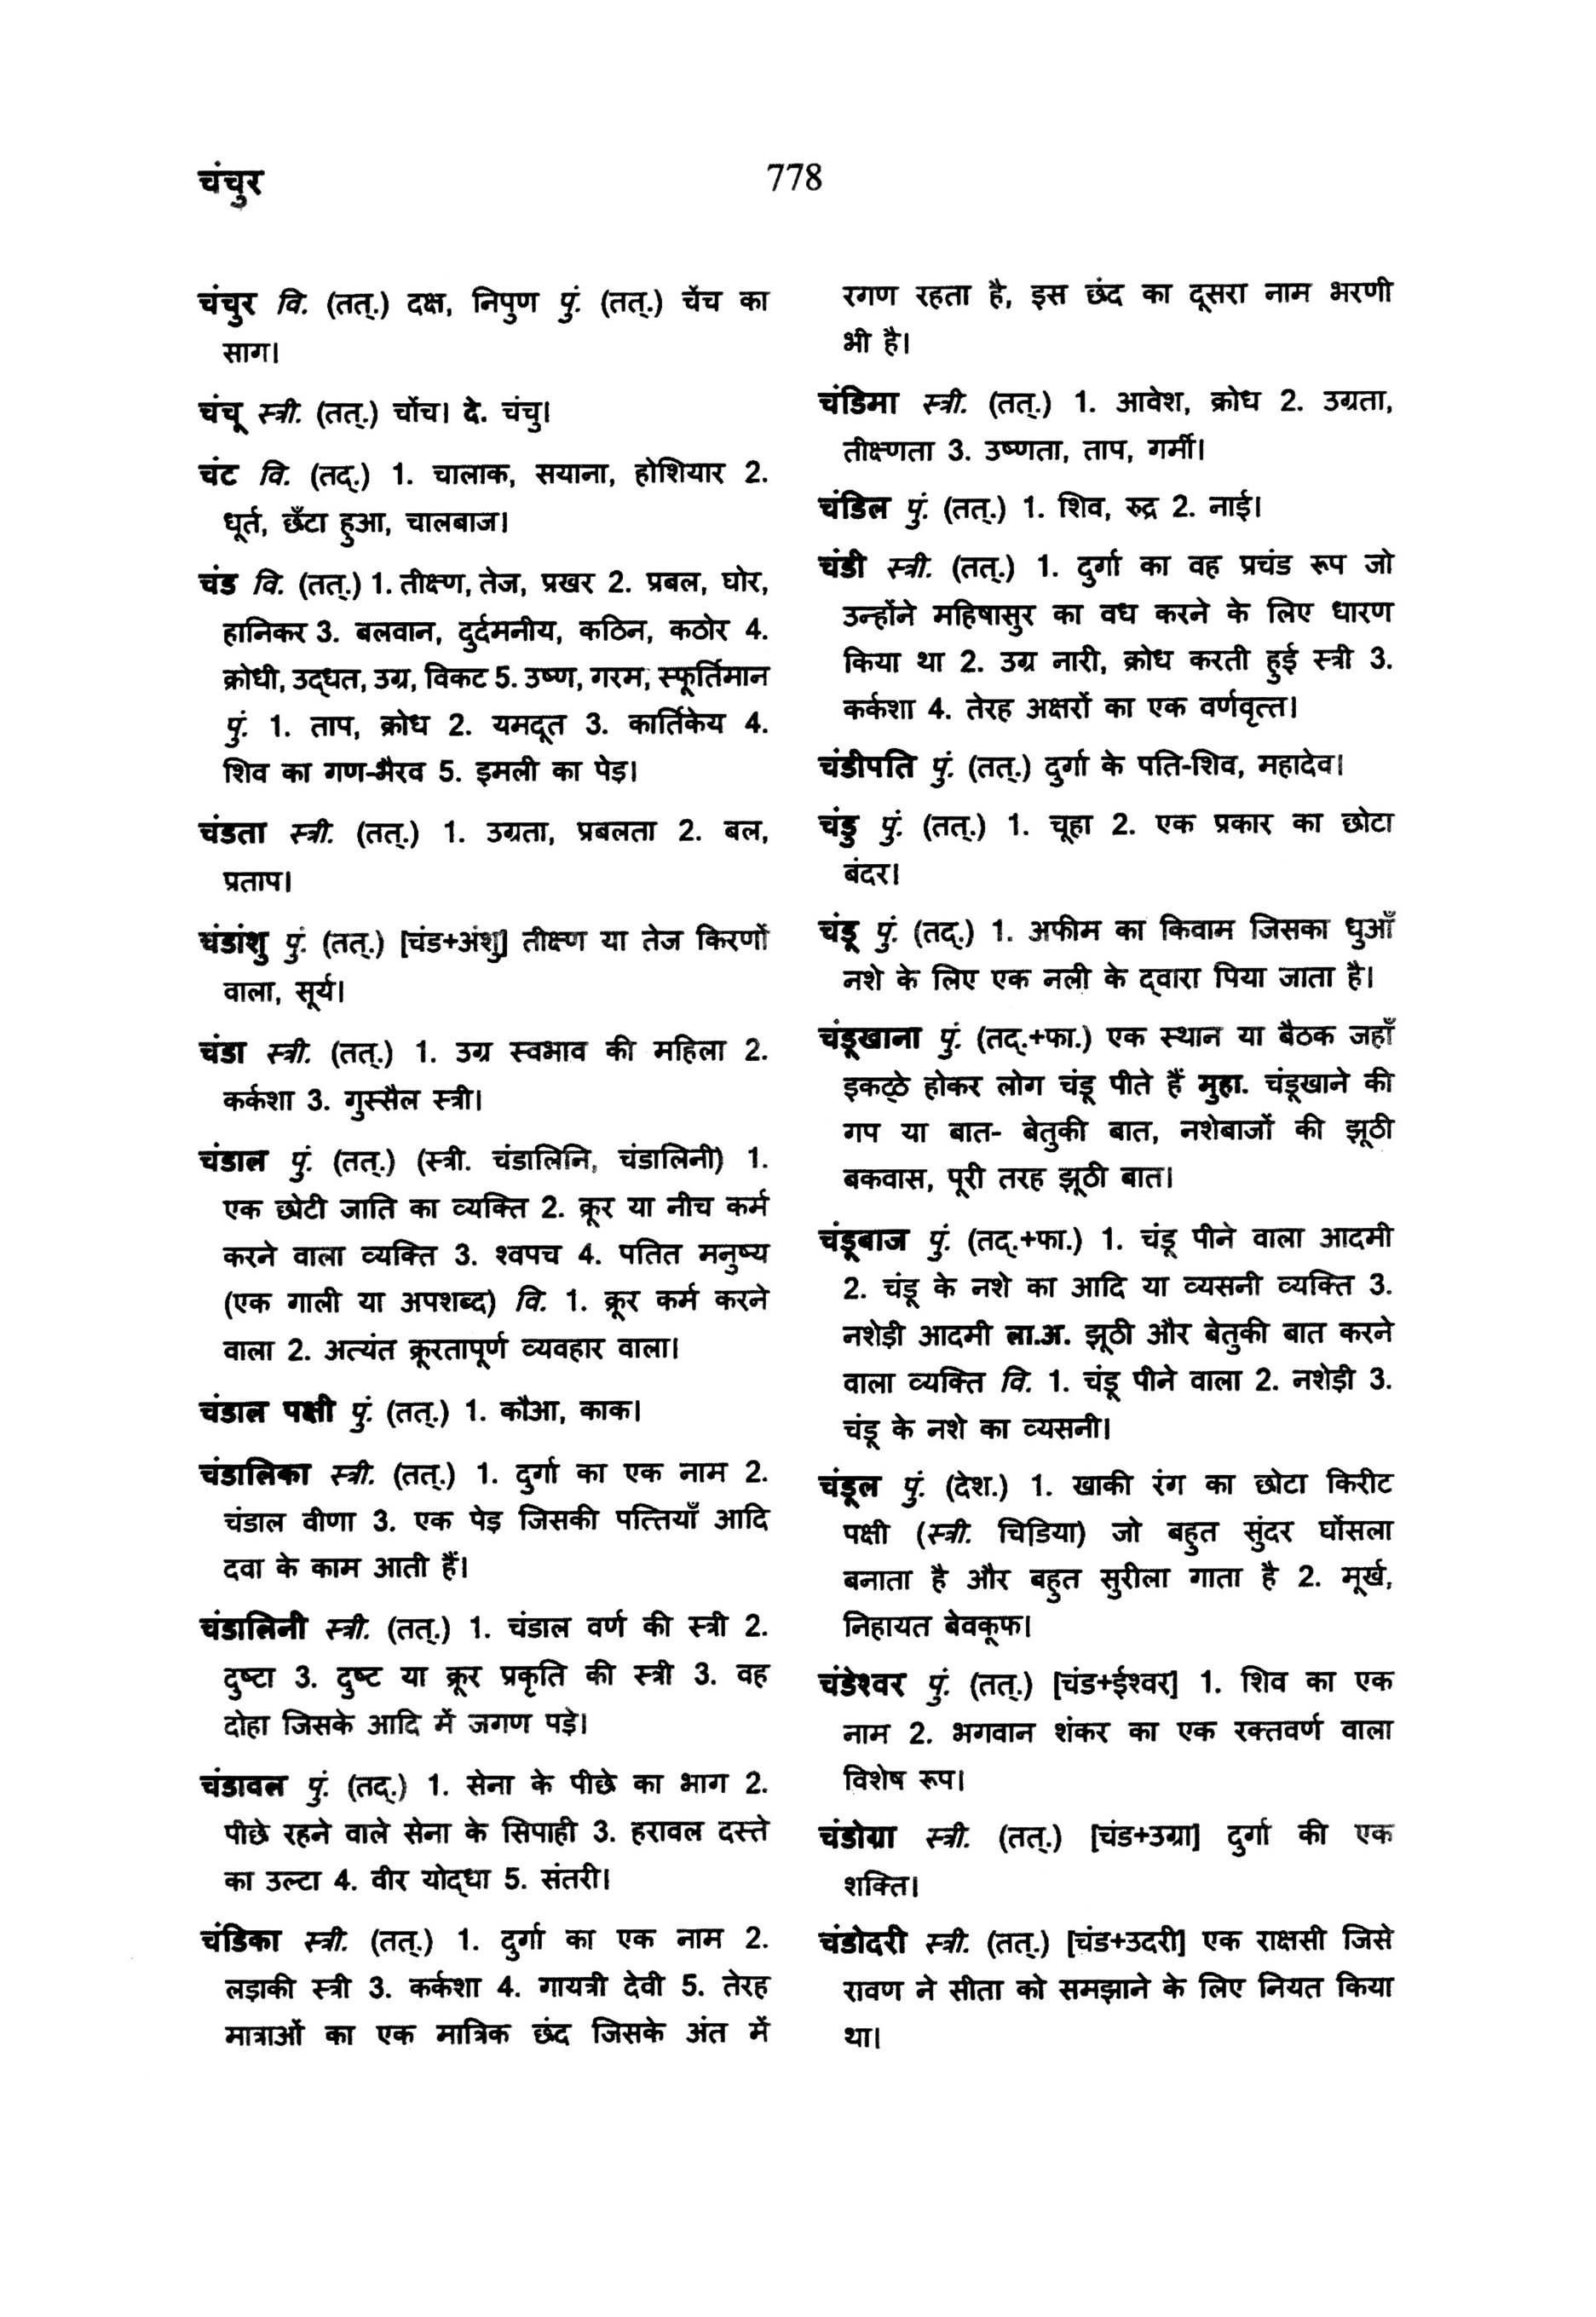 चंचुर
778
चंचुर वि. (तत्.) दक्ष, निपुण पुं. (तत्.) चेंच का
साग।
चंचू स्त्री. (तत्.) चोंच। दे. चंचु।
चंट वि. (तद्.) 1. चालाक, सयाना, होशियार 2.
धूर्त, छँटा हुआ, चालबाज।
चंड वि. (तत्.) 1. तीक्ष्ण, तेज, प्रखर 2. प्रबल, घोर,
हानिकर 3. बलवान, दुर्दमनीय, कठिन, कठोर 4.
क्रोधी, उद्धत, उग्र, विकट 5. उष्ण, गरम, स्फूर्तिमान
पुं. 1. ताप, क्रोध 2. यमदूत 3. कार्तिकेय 4.
शिव का गण-भैरव 5. इमली का पेड़।
चंडता स्त्री. (तत्.) 1. उग्रता, प्रबलता 2. बल,
प्रताप।
चंडांशु पुं. (तत्.) [चंड+अंशु] तीक्ष्ण या तेज किरणों
वाला, सूर्य।
चंडा स्त्री. (तत्.) 1. उग्र स्वभाव की महिला 2.
कर्कशा 3. गुस्सैल स्त्री।
चंडाल पुं. (तत्.) (स्त्री. चंडालिनि, चंडालिनी) 1.
एक छोटी जाति का व्यक्ति 2. क्रूर या नीच कर्म
करने वाला व्यक्ति 3. श्वपच 4. पतित मनुष्य
(एक गाली या अपशब्द) वि. 1. क्रूर कर्म करने
वाला 2. अत्यंत क्रूरतापूर्ण व्यवहार वाला।
चंडाल पक्षी पुं. (तत्.) 1. कौआ, काक।
चंडालिका स्त्री. (तत्.) 1. दुर्गा का एक नाम 2.
चंडाल वीणा 3. एक पेड़ जिसकी पत्तियाँ आदि
दवा के काम आती हैं।
चंडालिनी स्त्री. (तत्.) 1. चंडाल वर्ण की स्त्री 2.
दुष्टा 3. दुष्ट या क्रूर प्रकृति की स्त्री 3. वह
दोहा जिसके आदि में जगण पड़े।
चंडावल पुं. (तद्.) 1. सेना के पीछे का भाग 2.
पीछे रहने वाले सेना के सिपाही 3. हरावल दस्ते
का उल्टा 4. वीर योद्धा 5. संतरी।
चंडिका स्त्री. (तत्.) 1. दुर्गा का एक नाम 2.
लड़ाकी स्त्री 3. कर्कशा 4. गायत्री देवी 5. तेरह
मात्राओं का एक मात्रिक छंद जिसके अंत में
रगण रहता है, इस छंद का दूसरा नाम भरणी
भी है।
चंडिमा स्त्री. (तत्.) 1. आवेश, क्रोध 2. उग्रता,
तीक्ष्णता 3. उष्णता, ताप, गर्मी।
चंडिल पुं. (तत्.) 1. शिव, रुद्र 2. नाई।
चंडी स्त्री. (तत्.) 1. दुर्गा का वह प्रचंड रूप जो
उन्होंने महिषासुर का वध करने के लिए धारण
किया था 2. उग्र नारी, क्रोध करती हुई स्त्री 3.
कर्कशा 4. तेरह अक्षरों का एक वर्णवृत्त।
चंडीपति पुं. (तत्.) दुर्गा के पति-शिव, महादेव।
चंडु पुं. (तत्.) 1. चूहा 2. एक प्रकार का छोटा
बंदर।
चंडू पुं. (तद्.) 1. अफीम का किवाम जिसका धुआँ
नशे के लिए एक नली के द्वारा पिया जाता है।
चंडूखाना पुं. (तद्.+फा.) एक स्थान या बैठक जहाँ
इकट्ठे होकर लोग चंडू पीते हैं मुहा. चंडूखाने की
गप या बात- बेतुकी बात, नशेबाजों की झूठी
बकवास, पूरी तरह झूठी बात।
चंडूबाज पुं. (तद्.+फा.) 1. चंडू पीने वाला आदमी
2. चंडू के नशे का आदि या व्यसनी व्यक्ति 3.
नशेड़ी आदमी ला.अ. झूठी और बेतुकी बात करने
वाला व्यक्ति वि. 1. चंडू पीने वाला 2. नशेड़ी 3.
चंडू के नशे का व्यसनी।
चंडूल पुं. (देश.) 1. खाकी रंग का छोटा किरीट
पक्षी (स्त्री. चिडिया) जो बहुत सुंदर घोंसला
बनाता है और बहुत सुरीला गाता है 2. मूर्ख,
निहायत बेवकूफ।
चंडेश्वर पुं. (तत्.) [चंड+ईश्वर] 1. शिव का एक
नाम 2. भगवान शंकर का एक रक्तवर्ण वाला
विशेष रूप।
चंडोग्रा स्त्री. (तत्.) [चंड+उग्रा] दुर्गा की एक
शक्ति।
चंडोदरी स्त्री. (तत्.) [चंड+उदरी] एक राक्षसी जिसे
रावण ने सीता को समझाने के लिए नियत किया
था।